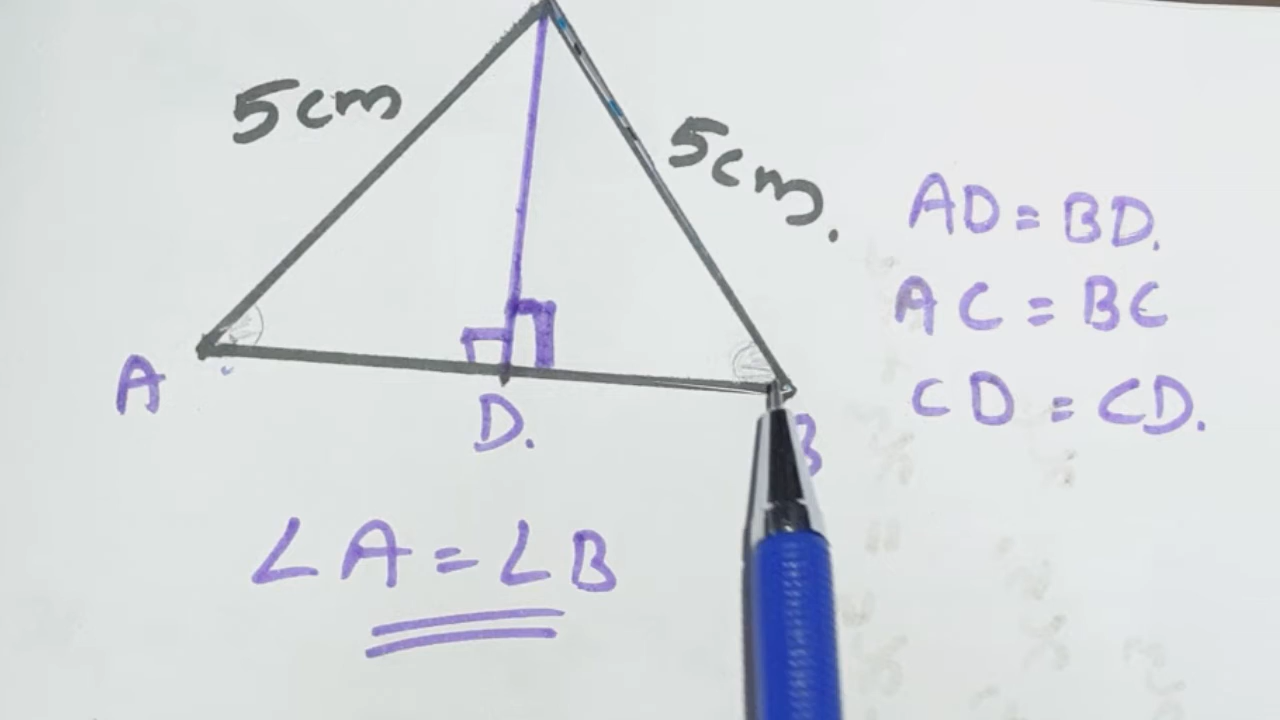 5cm
5cm.
AD = BD.
AC = BC
CD = CD.
A
D.
B
∠A = ∠B